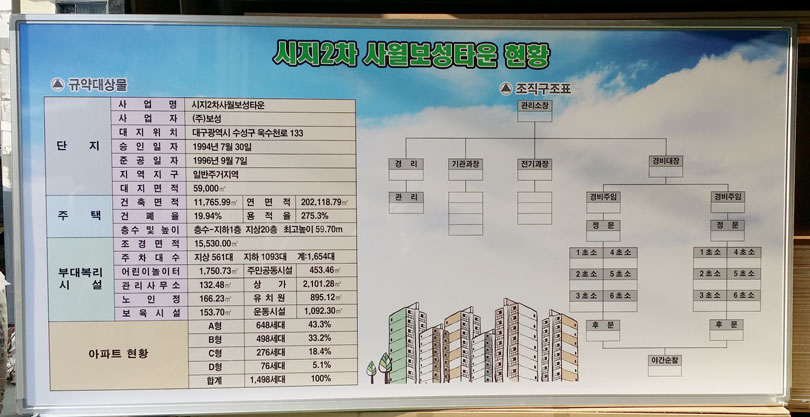 시지2차 사월보성타운 현황
규약대상물
단 지
사 업 명 시지2차사월보성타운
사 업 자 (주)보성
대 지 위 치 대구광역시 수성구 욱수천로 133
승 인 일 자 1994년 7월 30일
준 공 일 자 1996년 9월 7일
지 역 지 구 일반주거지역
대 지 면 적 59,000㎡
주 택
건 축 면 적 11,765.99㎡ 연 면 적 202,118.79㎡
건 폐 율 19.94% 용 적 율 275.3%
층수 및 높이 층수-지하1층 지상20층 최고높이 59.70m
부대복리
시 설
조 경 면 적 15,530.00㎡
주 차 대 수 지상 561대 지하 1093대 계:1,654대
어린이놀이터 1,750.73㎡ 주민공동시설 453.46㎡
관 리 사 무 소 132.48㎡ 상 가 2,101.28㎡
노 인 정 166.23㎡ 유 치 원 895.12㎡
보 육 시 설 153.70㎡ 운동시설 1,092.30㎡
아파트 현황
A형 648세대 43.3%
B형 498세대 33.2%
C형 276세대 18.4%
D형 76세대 5.1%
합계 1,498세대 100%
조직구조표
관리소장
경 리 기관과장 전기과장 경비대장
관 리
경비주임 경비주임
정 문 정 문
1초소 4초소 1초소 4초소
2초소 5초소 2초소 5초소
3초소 6초소 3초소 6초소
후 문 후 문
야간순찰